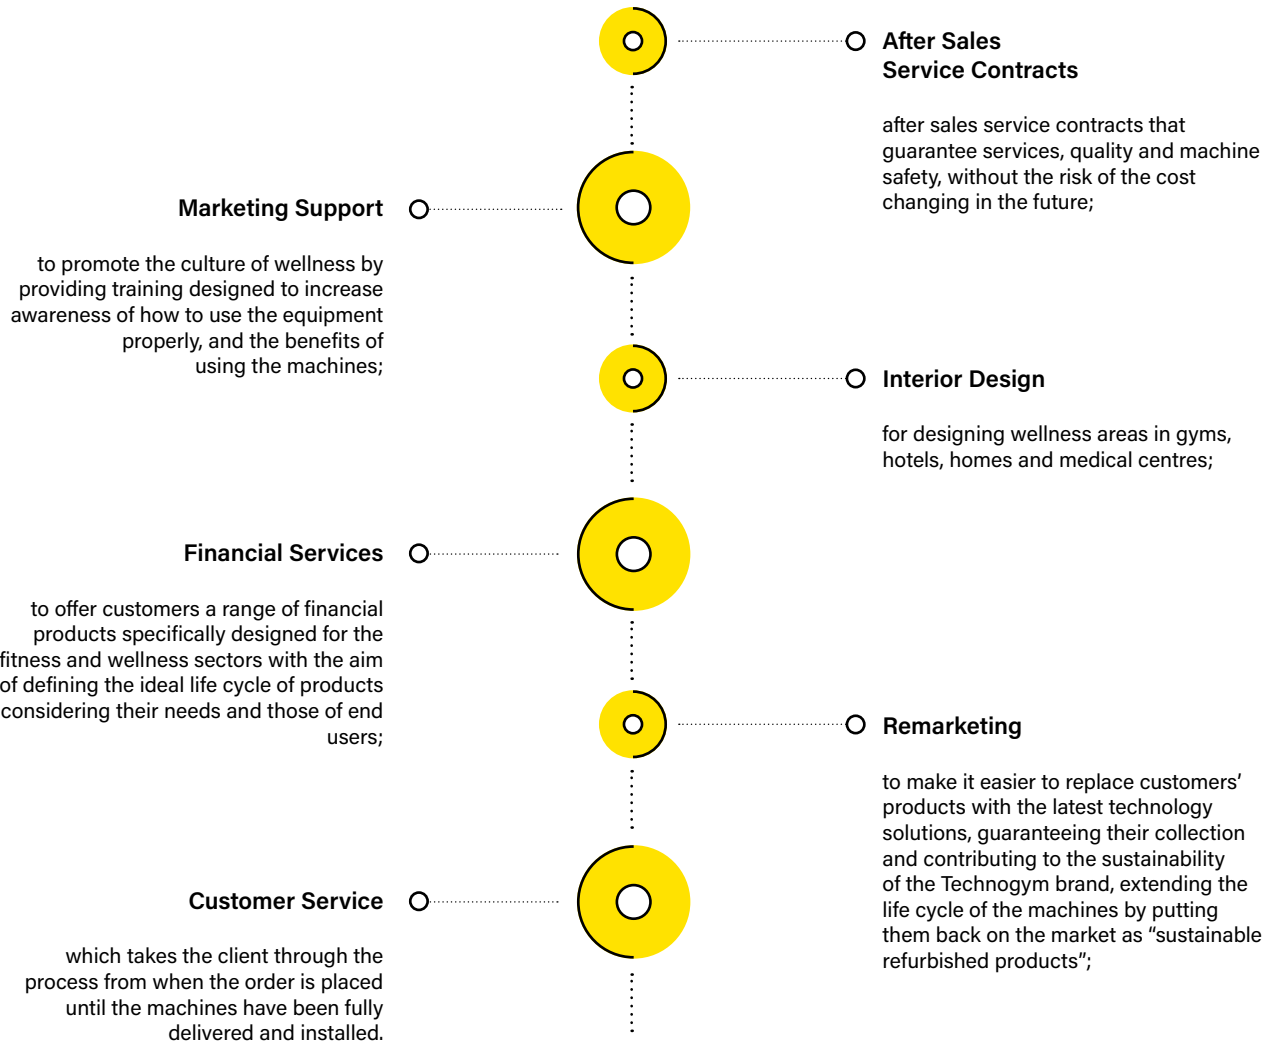 After Sales
Service Contracts
after sales service contracts that
guarantee services, quality and machine
safety, without the risk of the cost
changing in the future;
Marketing Support
to promote the culture of wellness by
providing training designed to increase
awareness of how to use the equipment
properly, and the benefits of
using the machines;
Interior Design
for designing wellness areas in gyms,
hotels, homes and medical centres;
Financial Services
to offer customers a range of financial
products specifically designed for the
fitness and wellness sectors with the aim
of defining the ideal life cycle of products
considering their needs and those of end
users;
Remarketing
to make it easier to replace customers’
products with the latest technology
solutions, guaranteeing their collection
and contributing to the sustainability
of the Technogym brand, extending the
life cycle of the machines by putting
them back on the market as “sustainable
refurbished products”;
Customer Service
which takes the client through the
process from when the order is placed
until the machines have been fully
delivered and installed.